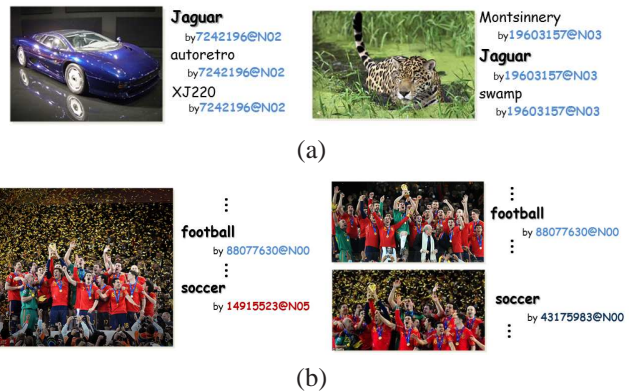 Jaguar
by7242196@N02
autoretro
by7242196@N02
XJ220
by7242196@N02
Montsinnery
by19603157@N03
Jaguar
by19603157@N03
swamp
by19603157@N03
(a)
⋮
football
by 88077630@N00
⋮
soccer
by 14915523@N05
⋮
football
by 88077630@N00
⋮
soccer
by 43175983@N00
⋮
(b)